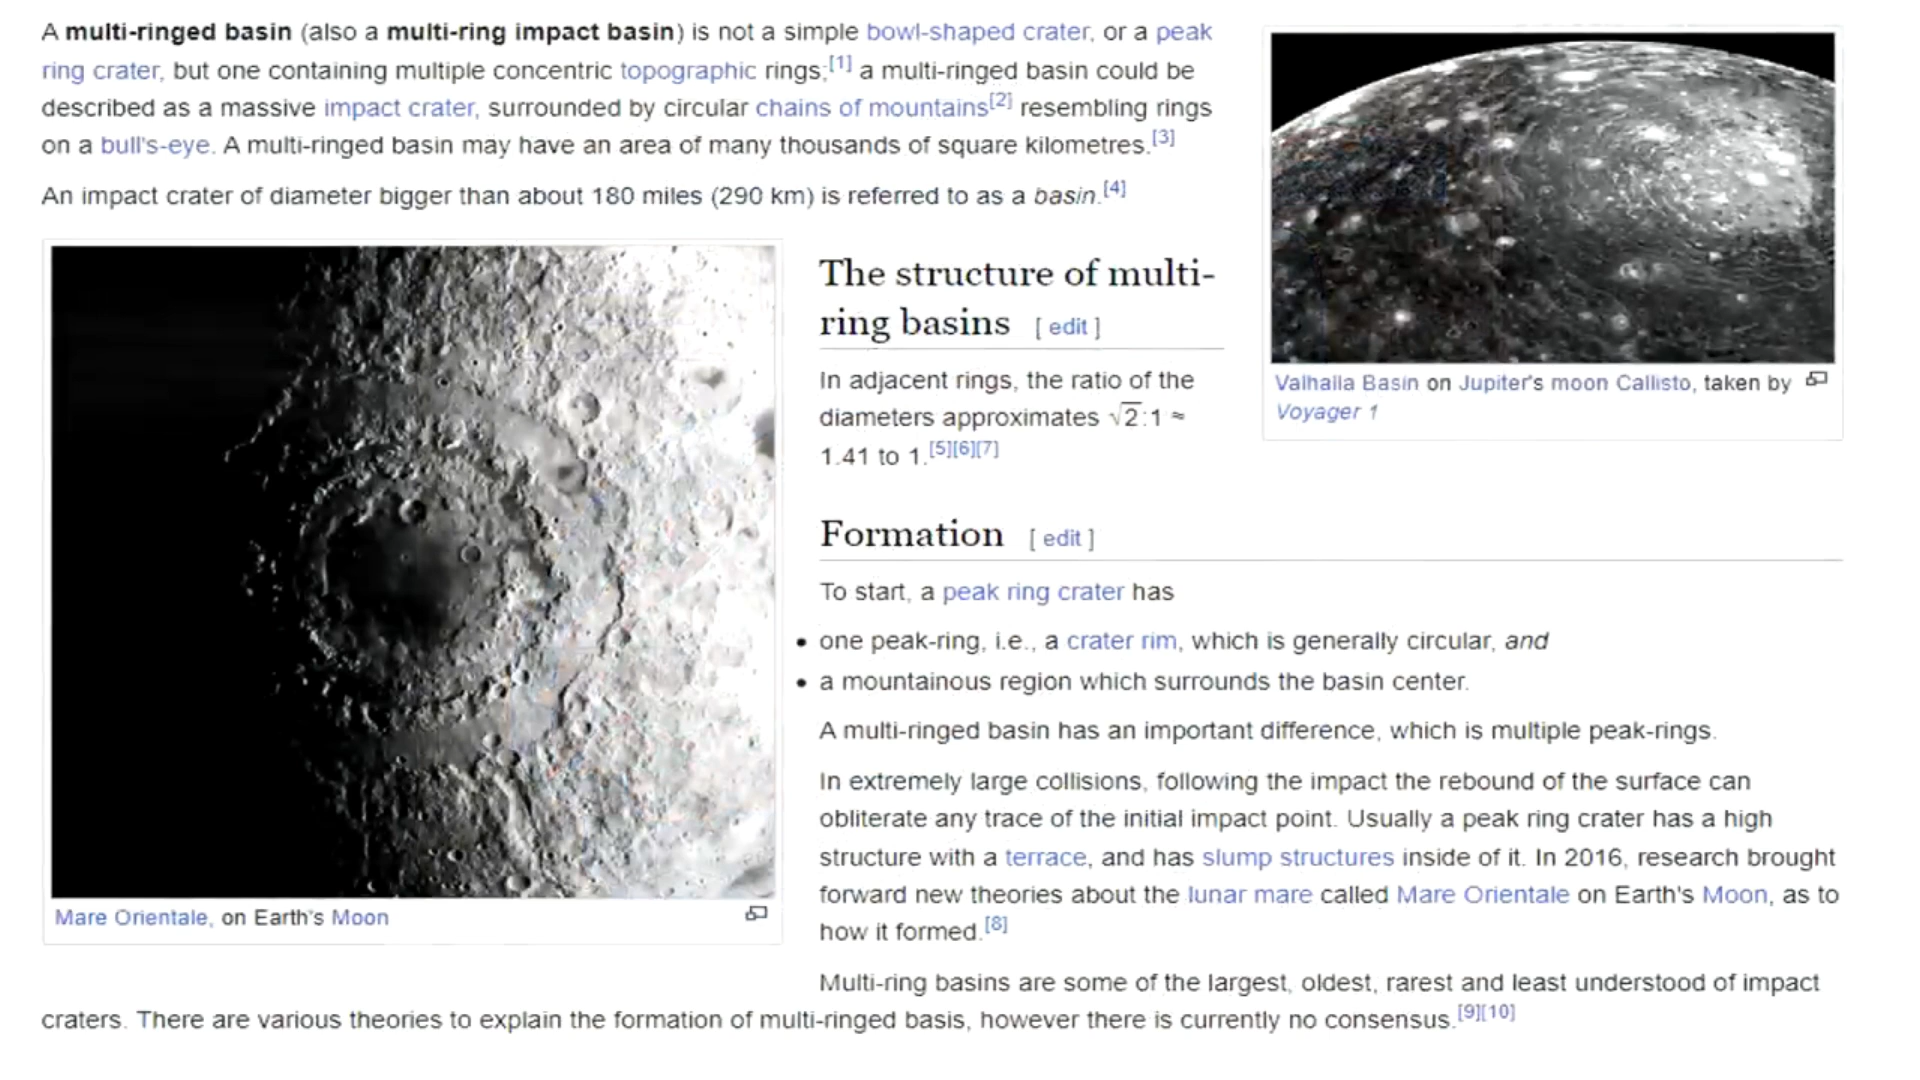 A multi-ringed basin (also a multi-ring impact basin) is not a simple bowl-shaped crater, or a peak
ring crater, but one containing multiple concentric topographic rings;[1] a multi-ringed basin could be
described as a massive impact crater, surrounded by circular chains of mountains[2] resembling rings
on a bull's-eye. A multi-ringed basin may have an area of many thousands of square kilometres.[3]
An impact crater of diameter bigger than about 180 miles (290 km) is referred to as a basin.[4]
Valhalla Basin on Jupiter's moon Callisto, taken by
Voyager 1
Mare Orientale, on Earth's Moon
The structure of multi-
ring basins [ edit ]
In adjacent rings, the ratio of the
diameters approximates √2:1 ≈
1.41 to 1.[5][6][7]
Formation [ edit ]
To start, a peak ring crater has
• one peak-ring, i.e., a crater rim, which is generally circular, and
• a mountainous region which surrounds the basin center.
A multi-ringed basin has an important difference, which is multiple peak-rings.
In extremely large collisions, following the impact the rebound of the surface can
obliterate any trace of the initial impact point. Usually a peak ring crater has a high
structure with a terrace, and has slump structures inside of it. In 2016, research brought
forward new theories about the lunar mare called Mare Orientale on Earth's Moon, as to
how it formed.[8]
Multi-ring basins are some of the largest, oldest, rarest and least understood of impact
craters. There are various theories to explain the formation of multi-ringed basis, however there is currently no consensus.[9][10]